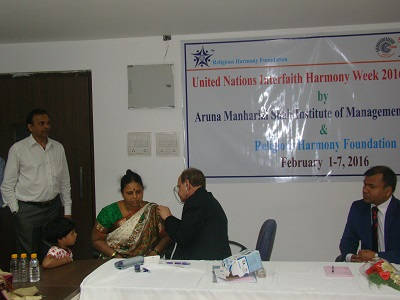 Religious Harmony Foundation
United Nations Interfaith Harmony Week 2016
by
Aruna Manharlal Shah Institute of Management
&
Religious Harmony Foundation
February 1-7, 2016